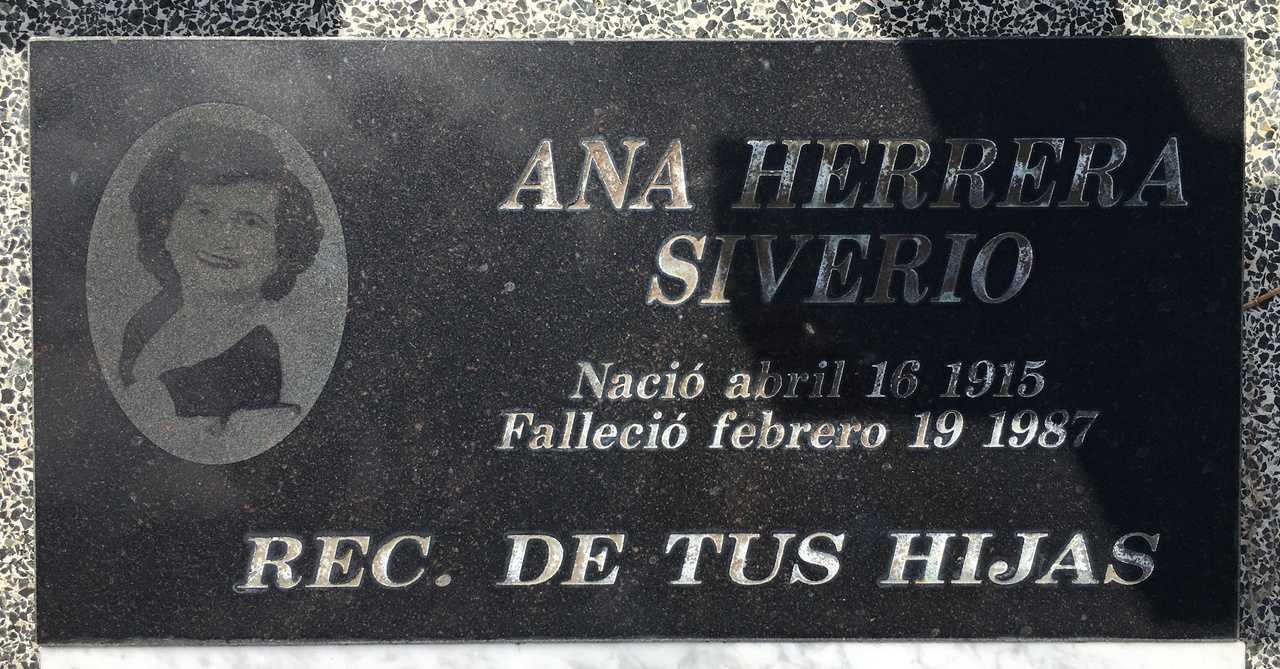 ANA HERRERA
SIVERIO
Nació abril 16 1915
Falleció febrero 19 1987
REC. DE TUS HIJAS